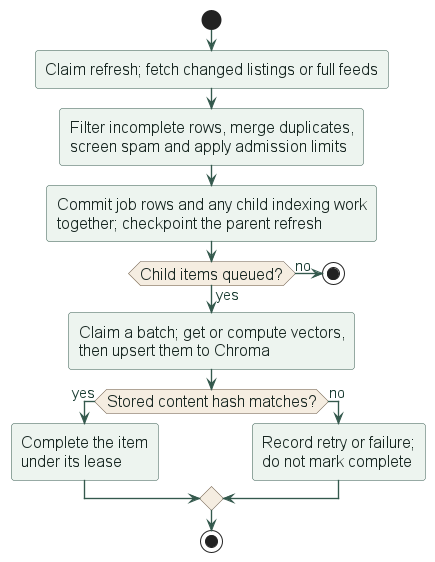 Claim refresh; fetch changed listings or full feeds
Filter incomplete rows, merge duplicates,
screen spam and apply admission limits
Commit job rows and any child indexing work
together; checkpoint the parent refresh
Child items queued?
no
yes
Claim a batch; get or compute vectors,
then upsert them to Chroma
yes
Stored content hash matches?
no
Complete the item
under its lease
Record retry or failure;
do not mark complete